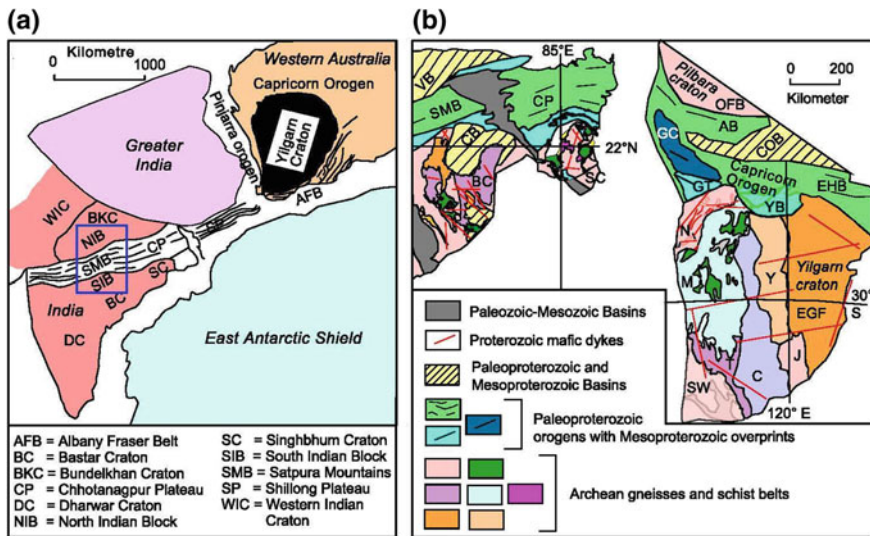 (a)
Kilometre
0 1000
Western Australia
Capricorn Orogen
Pinjarra orogen
Yilgarn
Craton
Greater
India
AFB
WIC
BKC
NIB
CP
SP
SMB
SIB
SC
BC
India
DC
East Antarctic Shield
AFB = Albany Fraser Belt
BC = Bastar Craton
BKC = Bundelkhan Craton
CP = Chhotanagpur Plateau
DC = Dharwar Craton
NIB = North Indian Block
SC = Singhbhum Craton
SIB = South Indian Block
SMB = Satpura Mountains
SP = Shillong Plateau
WIC = Western Indian
Craton
(b)
85°E
0 200
Kilometer
VB
SMB
CP
CB
BC
SC
22°N
Pilbara
craton
OFB
AB
GC
COB
Capricorn
Orogen
GT
YB
EHB
N
M
Y
Yilgarn
craton
30°
S
EGF
T
J
SW
C
120° E
Paleozoic-Mesozoic Basins
Proterozoic mafic dykes
Paleoproterozoic and
Mesoproterozoic Basins
Paleoproterozoic
orogens with Mesoproterozoic overprints
Archean gneisses and schist belts